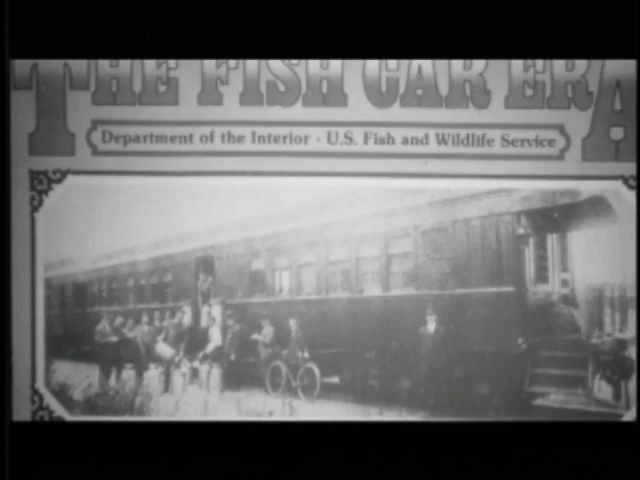 THE FISH CAR ERA
Department of the Interior · U.S. Fish and Wildlife Service